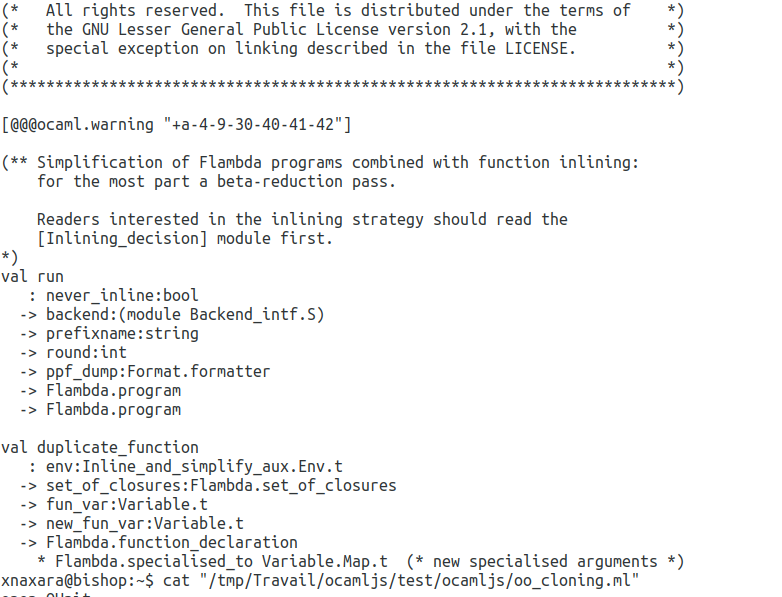 (*   All rights reserved.  This file is distributed under the terms of    *)
(*   the GNU Lesser General Public License version 2.1, with the          *)
(*   special exception on linking described in the file LICENSE.          *)
(*                                                                        *)
(**************************************************************************)

[@@@ocaml.warning "+a-4-9-30-40-41-42"]

(** Simplification of Flambda programs combined with function inlining:
    for the most part a beta-reduction pass.

    Readers interested in the inlining strategy should read the
    [Inlining_decision] module first.
*)
val run
   : never_inline:bool
  -> backend:(module Backend_intf.S)
  -> prefixname:string
  -> round:int
  -> ppf_dump:Format.formatter
  -> Flambda.program
  -> Flambda.program

val duplicate_function
   : env:Inline_and_simplify_aux.Env.t
  -> set_of_closures:Flambda.set_of_closures
  -> fun_var:Variable.t
  -> new_fun_var:Variable.t
  -> Flambda.function_declaration
    * Flambda.specialised_to Variable.Map.t  (* new specialised arguments *)
xnaxara@bishop:~$ cat "/tmp/Travail/ocamljs/test/ocamljs/oo_cloning.ml"